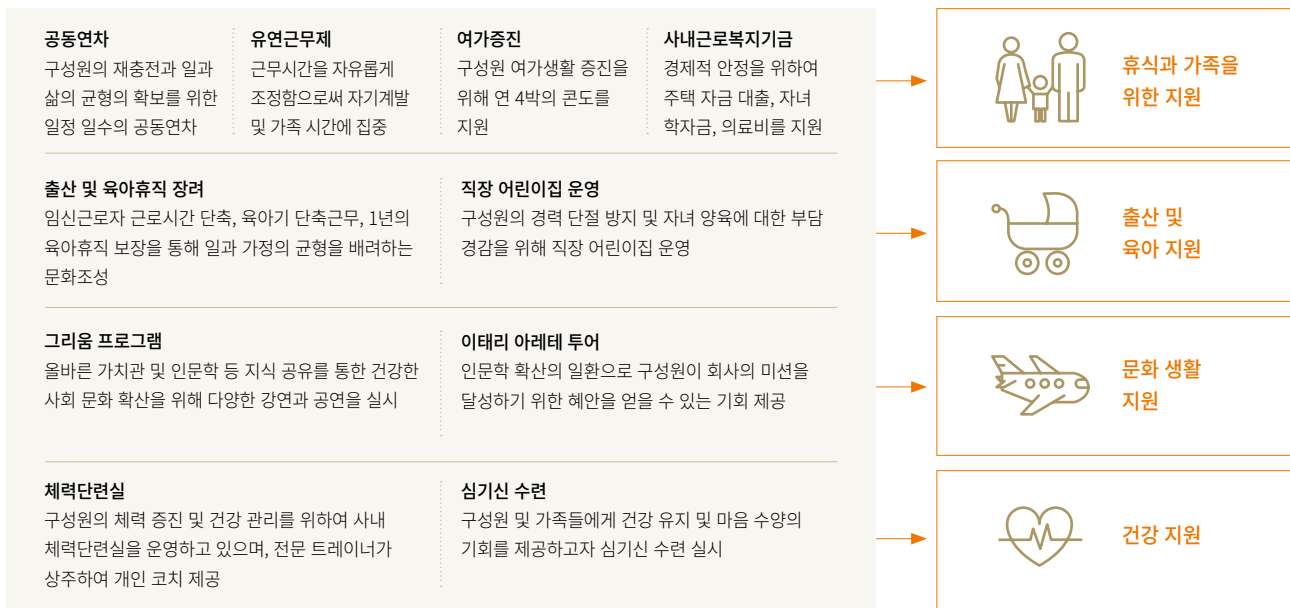 공동연차
구성원의 재충전과 일과
삶의 균형의 확보를 위한
일정 일수의 공동연차
유연근무제
근무시간을 자유롭게
조정함으로써 자기계발
및 가족 시간에 집중
여가증진
구성원 여가생활 증진을
위해 연 4박의 콘도를
지원
사내근로복지기금
경제적 안정을 위하여
주택 자금 대출, 자녀
학자금, 의료비를 지원
휴식과 가족을
위한 지원
출산 및 육아휴직 장려
임신근로자 근로시간 단축, 육아기 단축근무, 1년의
육아휴직 보장을 통해 일과 가정의 균형을 배려하는
문화조성
직장 어린이집 운영
구성원의 경력 단절 방지 및 자녀 양육에 대한 부담
경감을 위해 직장 어린이집 운영
출산 및
육아 지원
그리움 프로그램
올바른 가치관 및 인문학 등 지식 공유를 통한 건강한
사회 문화 확산을 위해 다양한 강연과 공연을 실시
이태리 아레테 투어
인문학 확산의 일환으로 구성원이 회사의 미션을
달성하기 위한 혜안을 얻을 수 있는 기회 제공
문화 생활
지원
체력단련실
구성원의 체력 증진 및 건강 관리를 위하여 사내
체력단련실을 운영하고 있으며, 전문 트레이너가
상주하여 개인 코치 제공
심기신 수련
구성원 및 가족들에게 건강 유지 및 마음 수양의
기회를 제공하고자 심기신 수련 실시
건강 지원